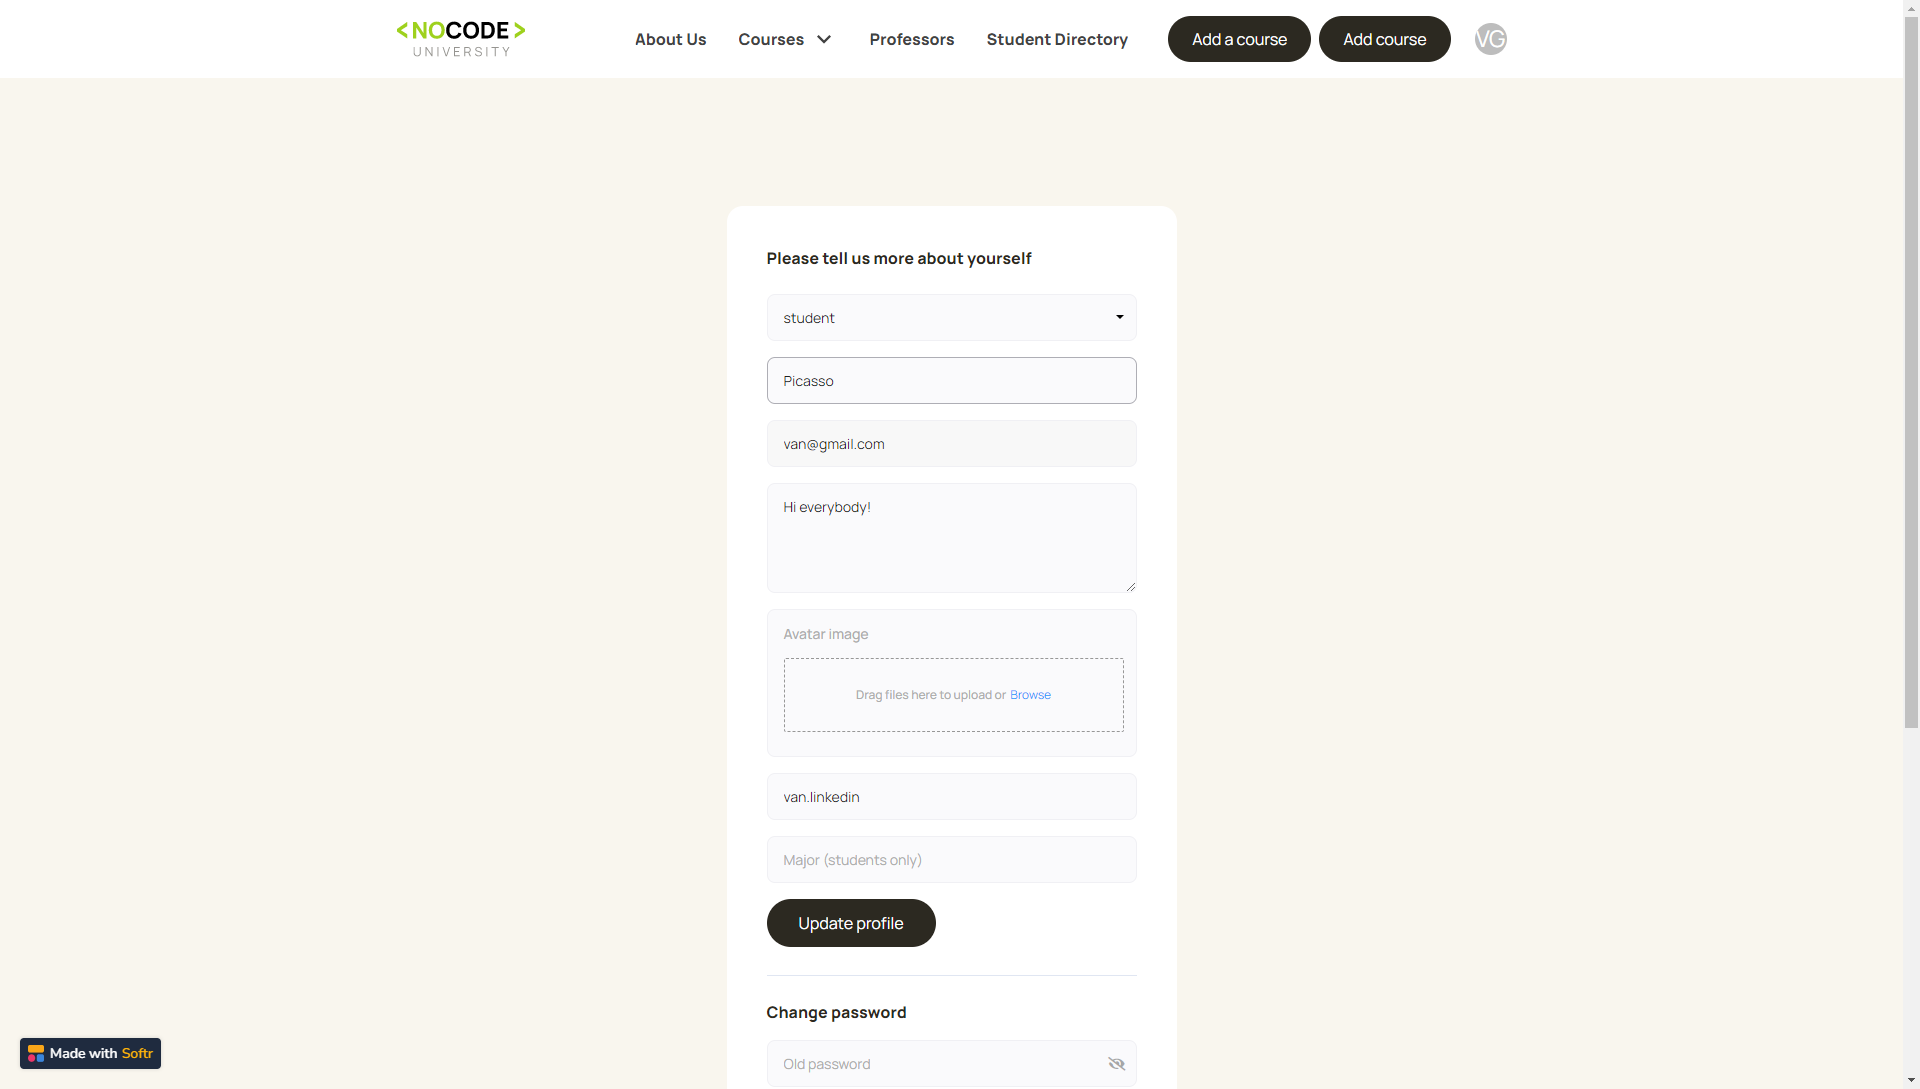 <NOCODE>
UNIVERSITY
About Us
Courses
Professors
Student Directory
Add a course
Add course
VG
Please tell us more about yourself
student
Picasso
van@gmail.com
Hi everybody!
Avatar image
Drag files here to upload or Browse
van.linkedin
Major (students only)
Update profile
Change password
Old password
Made with Softr